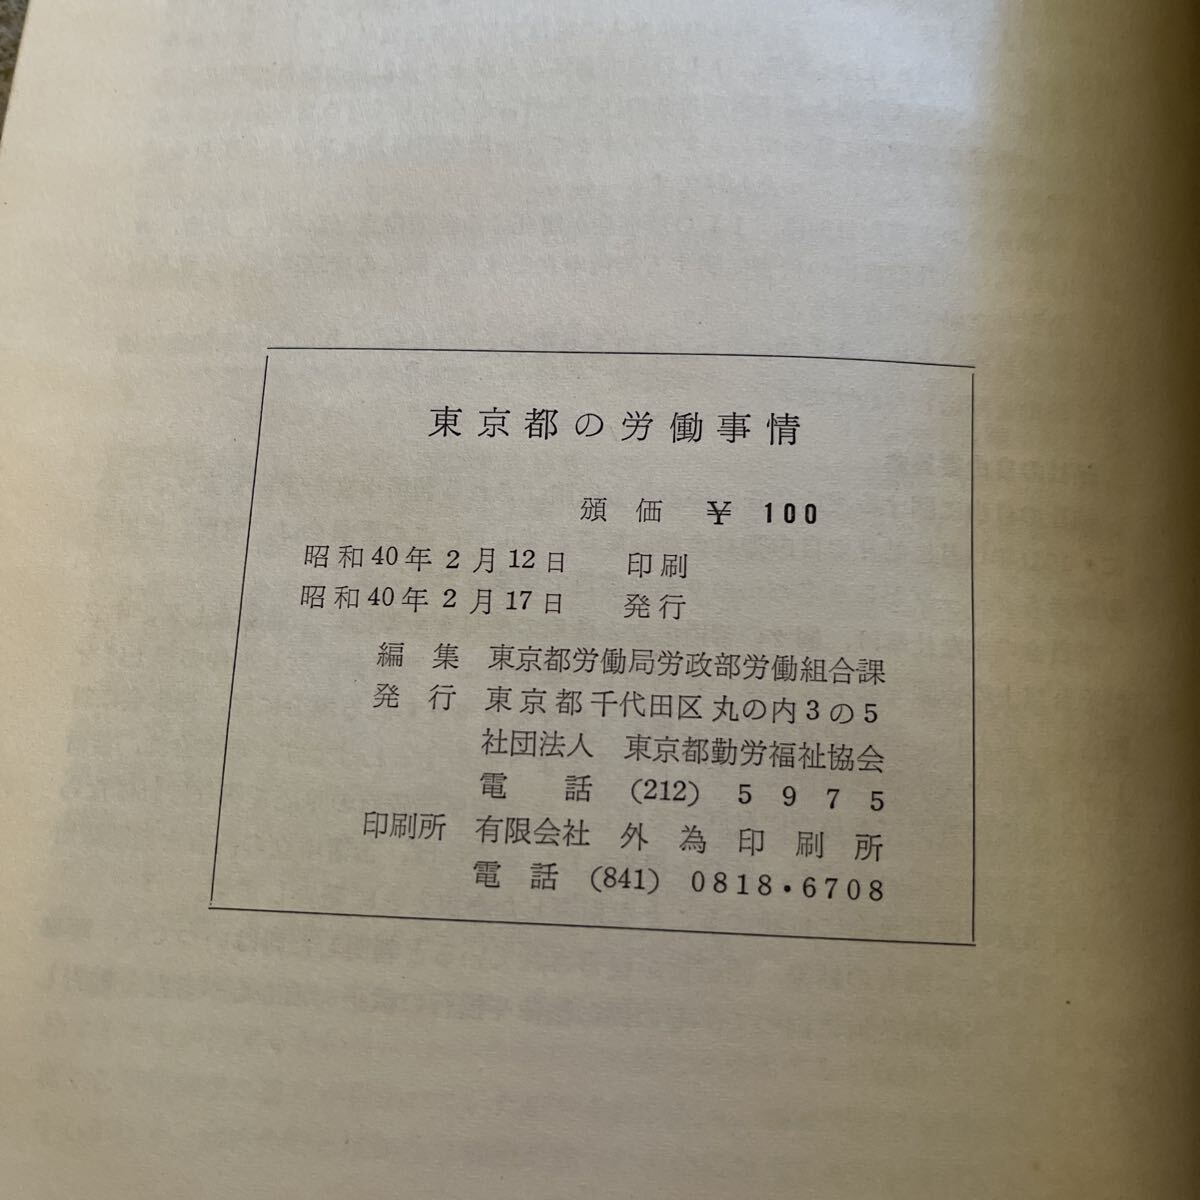 東京都の労働事情
頒価 ￥ 100
昭和40年2月12日 印刷
昭和40年2月17日 発行
編集 東京都労働局労政部労働組合課
発行 東京都千代田区丸の内3の5
社団法人 東京都勤労福祉協会
電話 (212) 5975
印刷所 有限会社 外為印刷所
電話 (841) 0818・6708